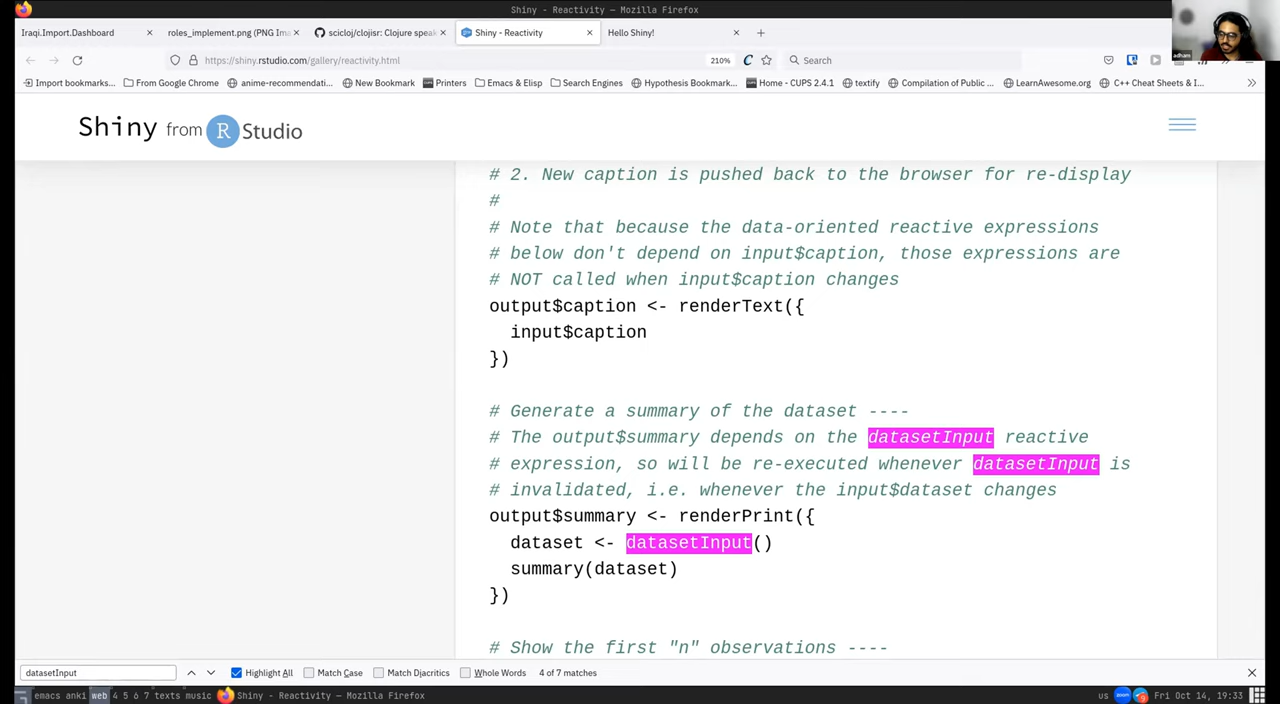 Shiny - Reactivity — Mozilla Firefox
Iraqi.Import.Dashboard
roles_implement.png (PNG Ima
scicloj/clojisr: Clojure speak
Shiny - Reactivity
Hello Shiny!
https://shiny.rstudio.com/gallery/reactivity.html
210%
Search
adham
Import bookmarks...
From Google Chrome
anime-recommendati...
New Bookmark
Printers
Emacs & Elisp
Search Engines
Hypothesis Bookmark...
Home - CUPS 2.4.1
textify
Compilation of Public ...
LearnAwesome.org
C++ Cheat Sheets & I...
Shiny from R Studio
# 2. New caption is pushed back to the browser for re-display
#
# Note that because the data-oriented reactive expressions
# below don't depend on input$caption, those expressions are
# NOT called when input$caption changes
output$caption <- renderText({
input$caption
})
# Generate a summary of the dataset ----
# The output$summary depends on the datasetInput reactive
# expression, so will be re-executed whenever datasetInput is
# invalidated, i.e. whenever the input$dataset changes
output$summary <- renderPrint({
dataset <- datasetInput()
summary(dataset)
})
# Show the first "n" observations ----
datasetInput
Highlight All
Match Case
Match Diacritics
Whole Words
4 of 7 matches
emacs anki web 4 5 6 7 texts music
Shiny - Reactivity — Mozilla Firefox
us
zoom
Fri Oct 14, 19:33